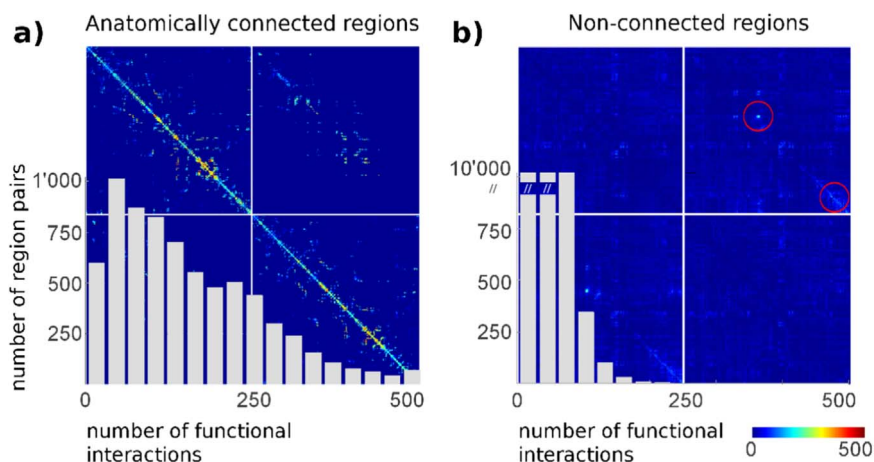 a) Anatomically connected regions
b) Non-connected regions
number of region pairs
1'000
750
500
250
0 250 500
number of functional
interactions
10'000
//
// //
750
500
250
0 250 500
number of functional
interactions
0 500